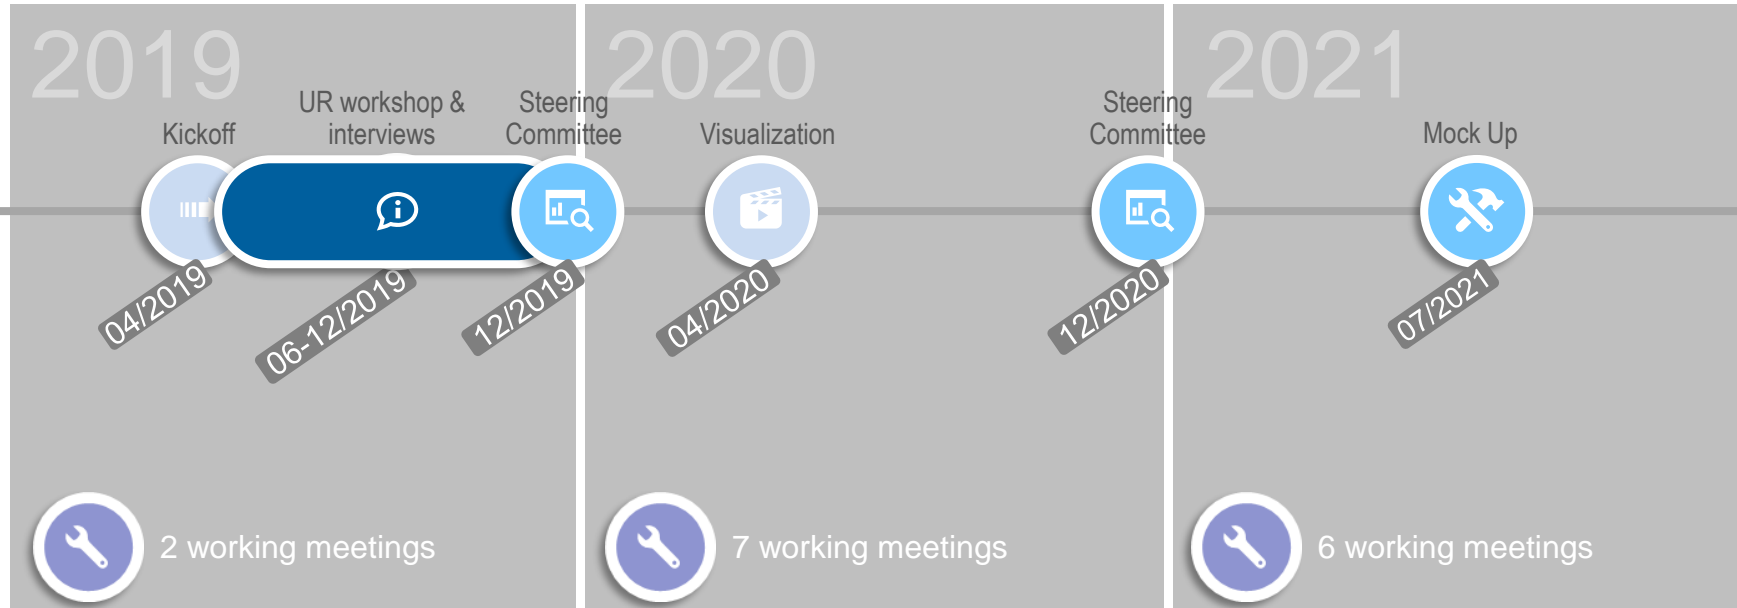 2019
2020
2021
Kickoff
UR workshop &
interviews
Steering
Committee
Visualization
Steering
Committee
Mock Up
04/2019
06-12/2019
12/2019
04/2020
12/2020
07/2021
2 working meetings
7 working meetings
6 working meetings